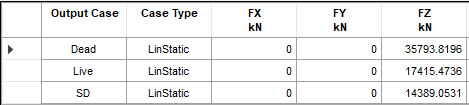 Output Case Case Type FX kN FY kN FZ kN
Dead LinStatic 0 0 35793.8196
Live LinStatic 0 0 17415.4736
SD LinStatic 0 0 14389.0531